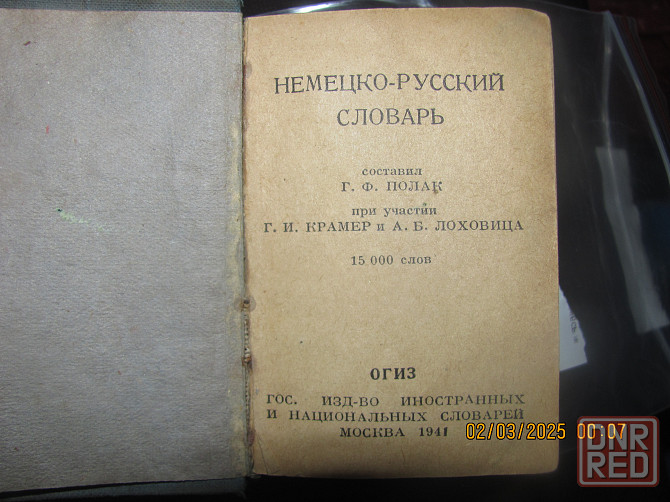 НЕМЕЦКО-РУССКИЙ
СЛОВАРЬ
составил
Г. Ф. ПОЛАК
при участии
Г. И. КРАМЕР и А. Б. ЛОХОВИЦА
15 000 слов
ОГИЗ
ГОС. ИЗД-ВО ИНОСТРАННЫХ
И НАЦИОНАЛЬНЫХ СЛОВАРЕЙ
МОСКВА 1941
02/03/2025 00:07
DNR
RED